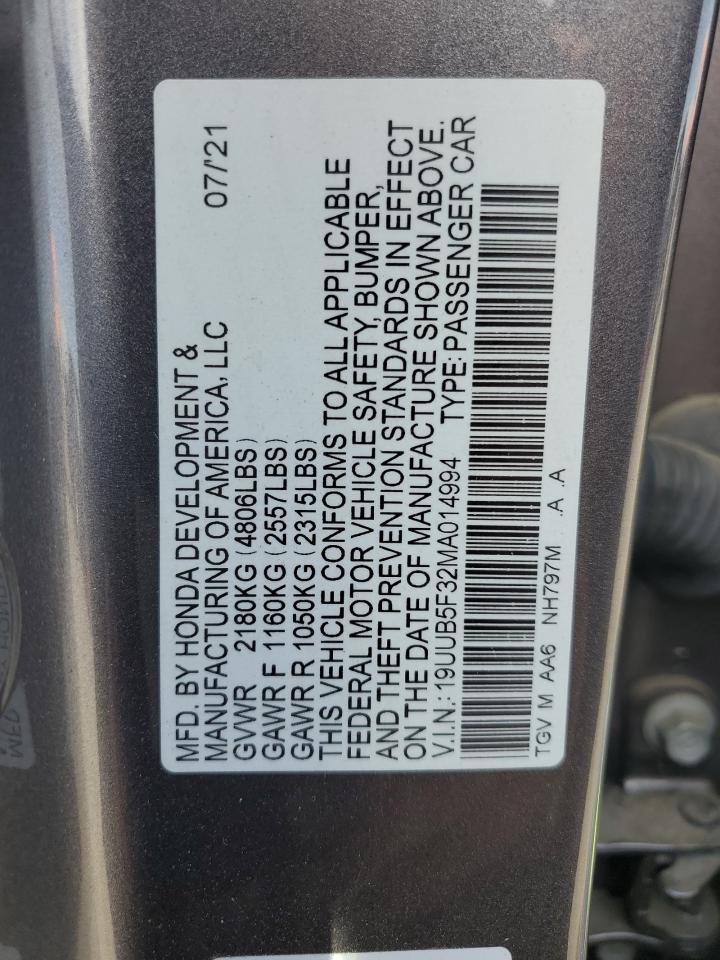 MFD. BY HONDA DEVELOPMENT &
MANUFACTURING OF AMERICA, LLC 07/'21
GVWR 2180KG (4806LBS)
GAWR F 1160KG (2557LBS)
GAWR R 1050KG (2315LBS)
THIS VEHICLE CONFORMS TO ALL APPLICABLE
FEDERAL MOTOR VEHICLE SAFETY, BUMPER,
AND THEFT PREVENTION STANDARDS IN EFFECT
ON THE DATE OF MANUFACTURE SHOWN ABOVE.
V.I.N.: 19UUB5F32MA014994 TYPE: PASSENGER CAR
TGV M AA6 NH797M .A .A